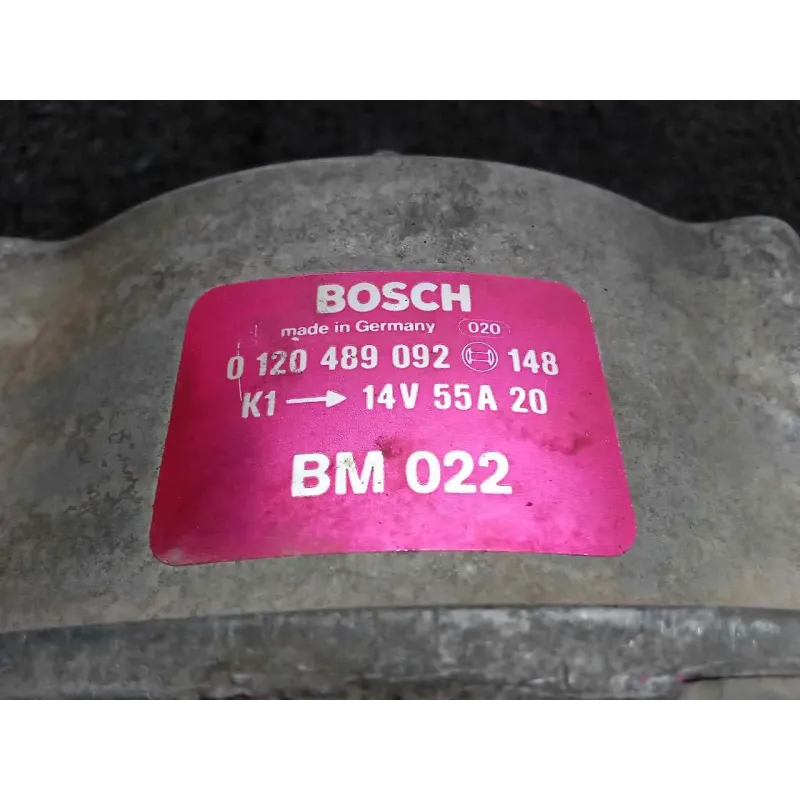 BOSCH
made in Germany 020
0 120 489 092 148
K1 → 14V 55A 20
BM 022